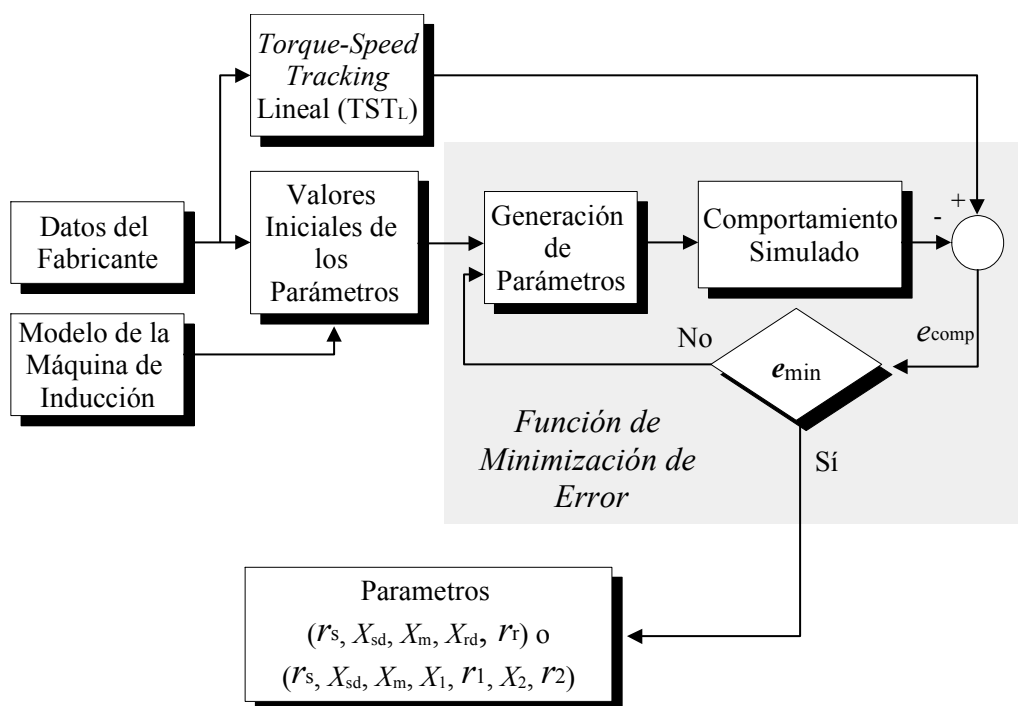 Torque-Speed
Tracking
Lineal (TSTL)
Datos del
Fabricante
Valores
Iniciales de
los
Parámetros
Modelo de la
Máquina de
Inducción
Generación
de
Parámetros
Comportamiento
Simulado
+
-
ecomp
emin
No
Sí
Función de
Minimización de
Error
Parametros
(rs, Xsd, Xm, Xrd, rr) o
(rs, Xsd, Xm, X1, r1, X2, r2)